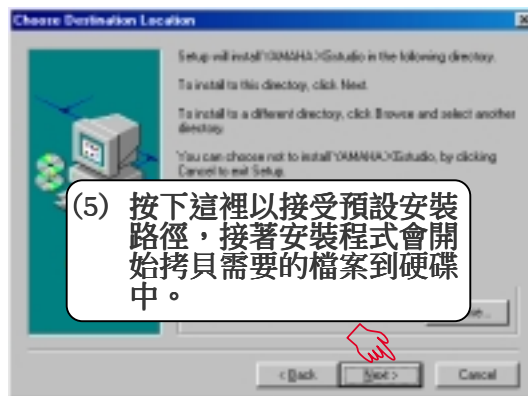 Choose Destination Location
Setup will install YAMAHA XGstudio in the following directory.
To install to this directory, click Next.
To install to a different directory, click Browse and select another
directory.
You can choose not to install YAMAHA XGstudio, by clicking
Cancel to exit Setup.
(5) 按下這裡以接受預設安裝
路徑，接著安裝程式會開
始拷貝需要的檔案到硬碟
中。
< Back
Next >
Cancel